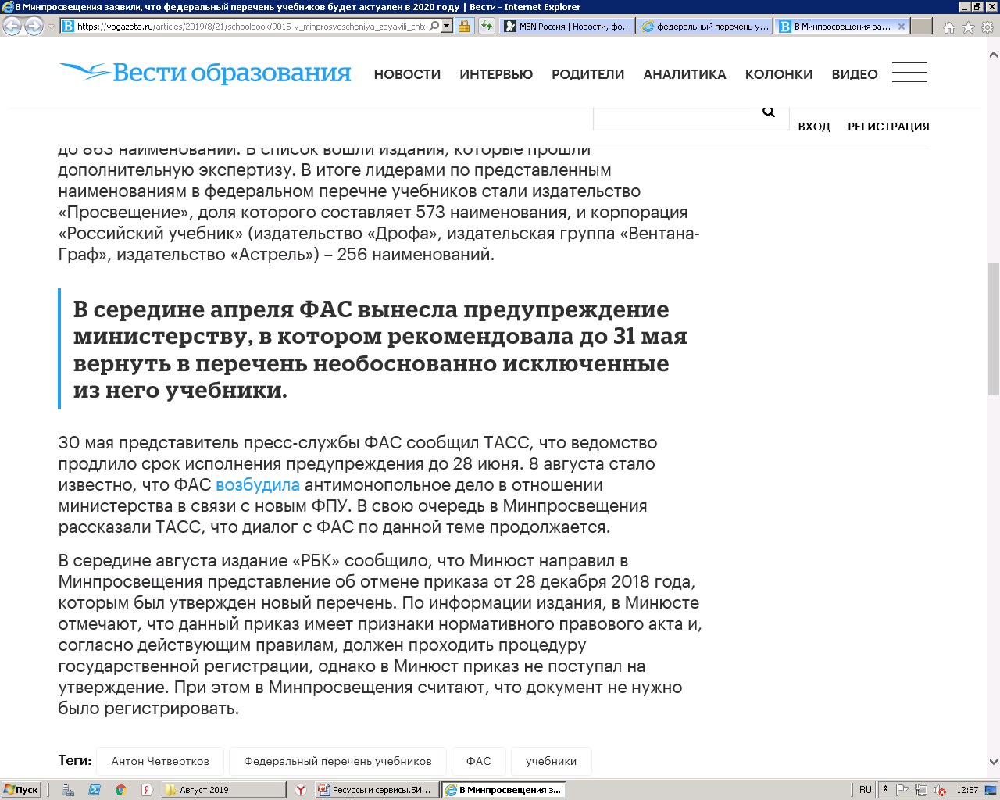 В Минпросвещения заявили, что федеральный перечень учебников будет актуален в 2020 году | Вести - Internet Explorer
https://vogazeta.ru/articles/2019/8/21/schoolbook/9015-v_minprosvescheniya_zayavili_chto
MSN Россия | Новости, фо...
федеральный перечень у...
В Минпросвещения за...
Вести образования
НОВОСТИ ИНТЕРВЬЮ РОДИТЕЛИ АНАЛИТИКА КОЛОНКИ ВИДЕО
ВХОД РЕГИСТРАЦИЯ
до 863 наименований. В список вошли издания, которые прошли
дополнительную экспертизу. В итоге лидерами по представленным
наименованиям в федеральном перечне учебников стали издательство
«Просвещение», доля которого составляет 573 наименования, и корпорация
«Российский учебник» (издательство «Дрофа», издательская группа «Вентана-
Граф», издательство «Астрель») – 256 наименований.
В середине апреля ФАС вынесла предупреждение
министерству, в котором рекомендовала до 31 мая
вернуть в перечень необоснованно исключенные
из него учебники.
30 мая представитель пресс-службы ФАС сообщил ТАСС, что ведомство
продлило срок исполнения предупреждения до 28 июня. 8 августа стало
известно, что ФАС возбудила антимонопольное дело в отношении
министерства в связи с новым ФПУ. В свою очередь в Минпросвещения
рассказали ТАСС, что диалог с ФАС по данной теме продолжается.
В середине августа издание «РБК» сообщило, что Минюст направил в
Минпросвещения представление об отмене приказа от 28 декабря 2018 года,
которым был утвержден новый перечень. По информации издания, в Минюсте
отмечают, что данный приказ имеет признаки нормативного правового акта и,
согласно действующим правилам, должен проходить процедуру
государственной регистрации, однако в Минюст приказ не поступал на
утверждение. При этом в Минпросвещения считают, что документ не нужно
было регистрировать.
Теги: Антон Четвертков Федеральный перечень учебников ФАС учебники
Пуск Август 2019 Ресурсы и сервисы.БИ... В Минпросвещения з... RU 12:57